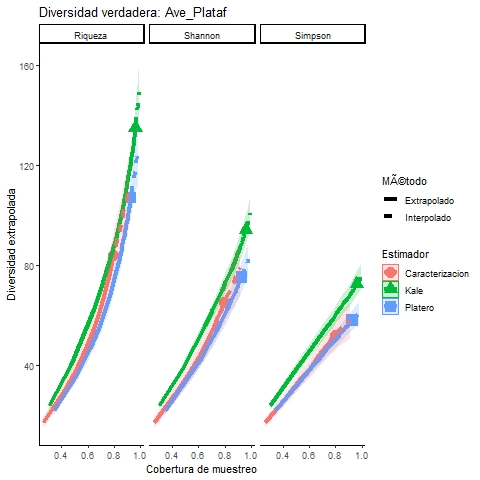 Diversidad verdadera: Ave_Plataf
Riqueza
Shannon
Simpson
160
120
80
40
Diversidad extrapolada
0.4 0.6 0.8 1.0 0.4 0.6 0.8 1.0 0.4 0.6 0.8 1.0
Cobertura de muestreo
MÃ©todo
Extrapolado
Interpolado
Estimador
Caracterizacion
Kale
Platero